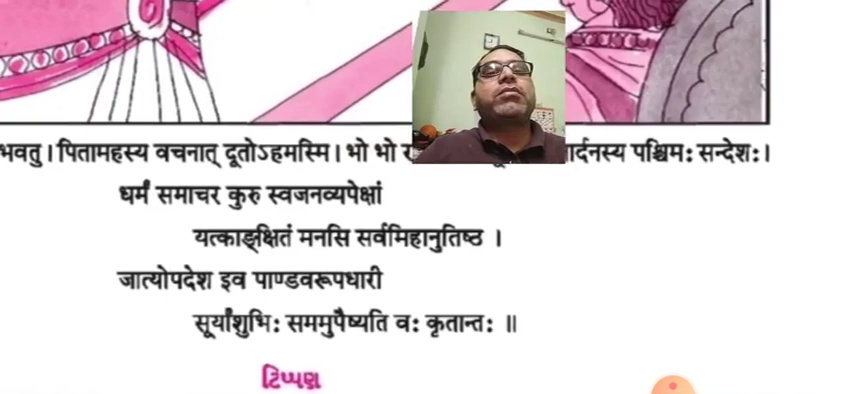 भवतु। पितामहस्य वचनात् दूतोऽहमस्मि। भो भो र्दनस्य पश्चिमः सन्देशः।
धर्मं समाचर कुरु स्वजनव्यपेक्षां
यत्काङ्क्षितं मनसि सर्वमिहानुतिष्ठ ।
जात्योपदेश इव पाण्डवरूपधारी
सूर्यांशुभिः सममुपैष्यति वः कृतान्तः ॥
ટિપ્પણ